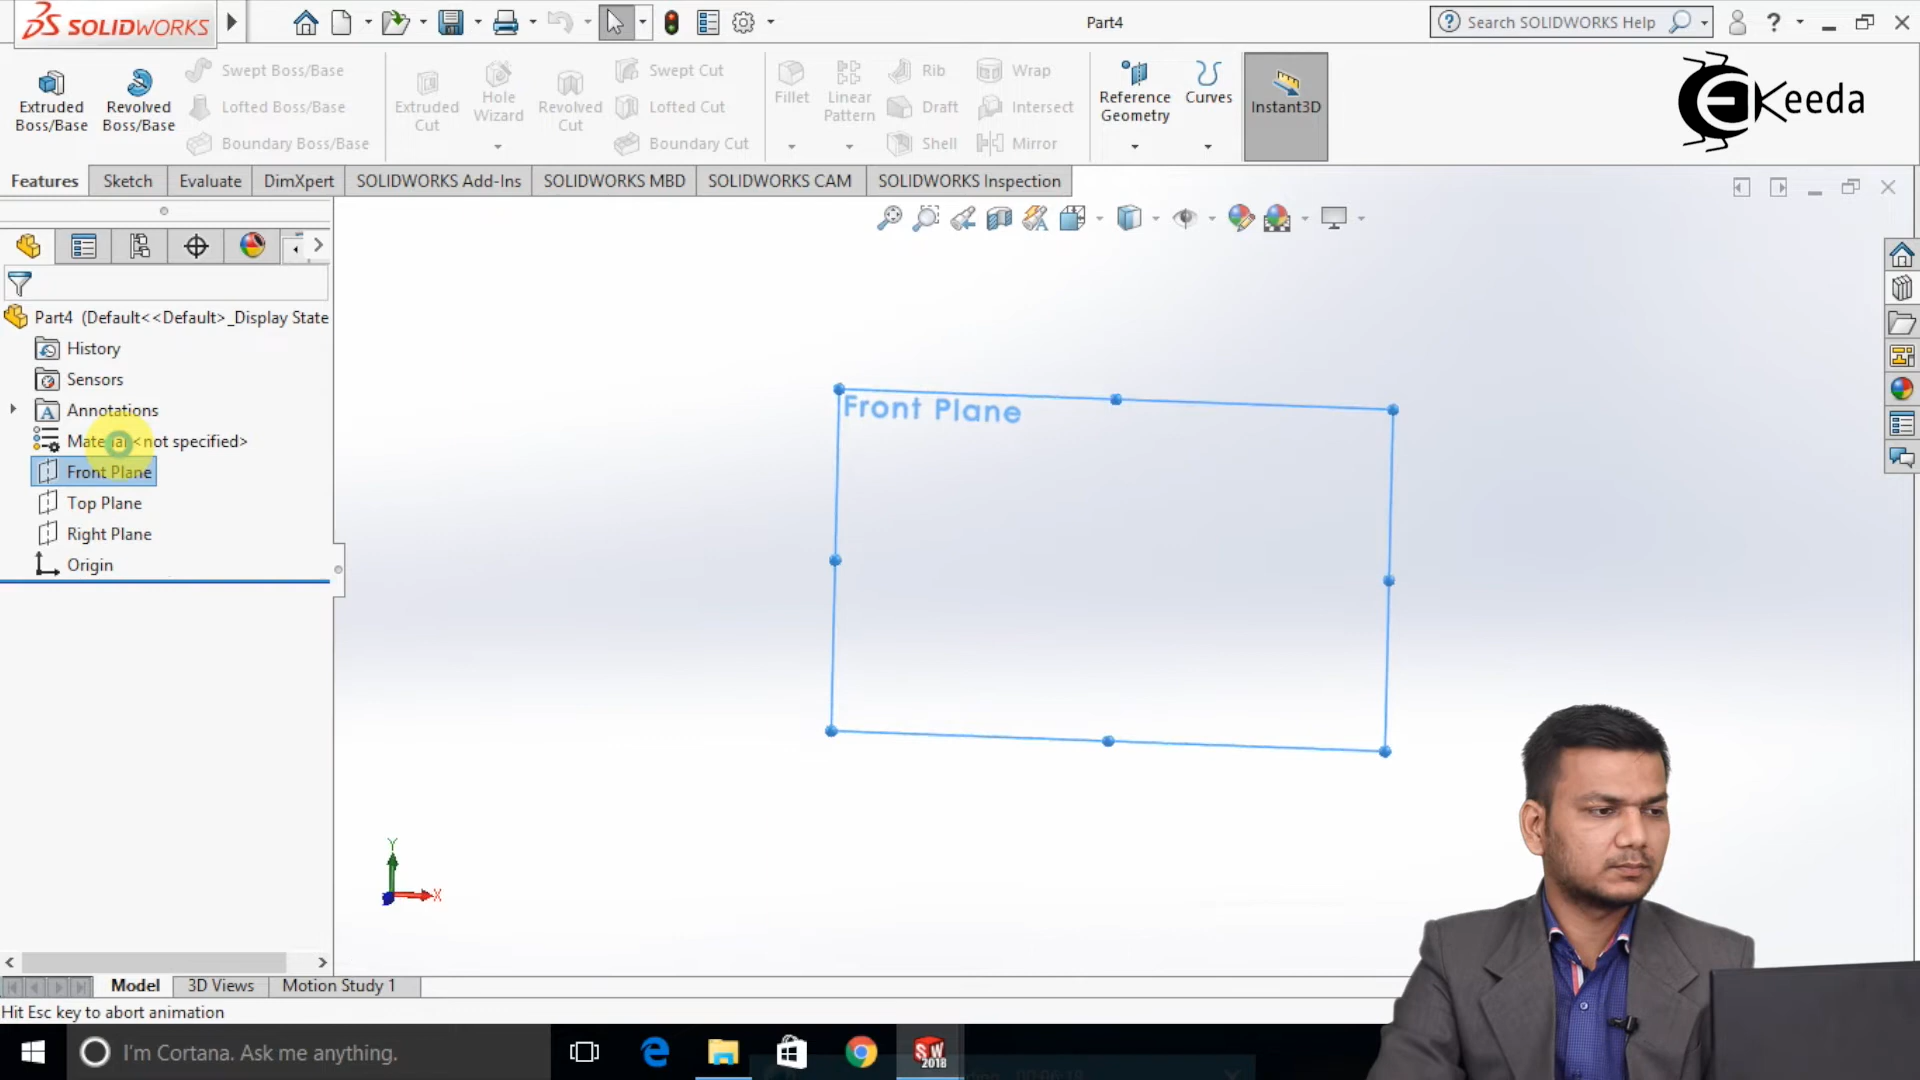 SOLIDWORKS
Part4
Search SOLIDWORKS Help
?
Extruded Boss/Base
Revolved Boss/Base
Swept Boss/Base
Lofted Boss/Base
Boundary Boss/Base
Extruded Cut
Hole Wizard
Revolved Cut
Swept Cut
Lofted Cut
Boundary Cut
Fillet
Linear Pattern
Rib
Draft
Shell
Wrap
Intersect
Mirror
Reference Geometry
Curves
Instant3D
EKeeda
Features
Sketch
Evaluate
DimXpert
SOLIDWORKS Add-Ins
SOLIDWORKS MBD
SOLIDWORKS CAM
SOLIDWORKS Inspection
Part4 (Default<<Default>_Display State
History
Sensors
Annotations
Material <not specified>
Front Plane
Top Plane
Right Plane
Origin
Front Plane
Y
X
Model
3D Views
Motion Study 1
Hit Esc key to abort animation
I'm Cortana. Ask me anything.
SW
2018